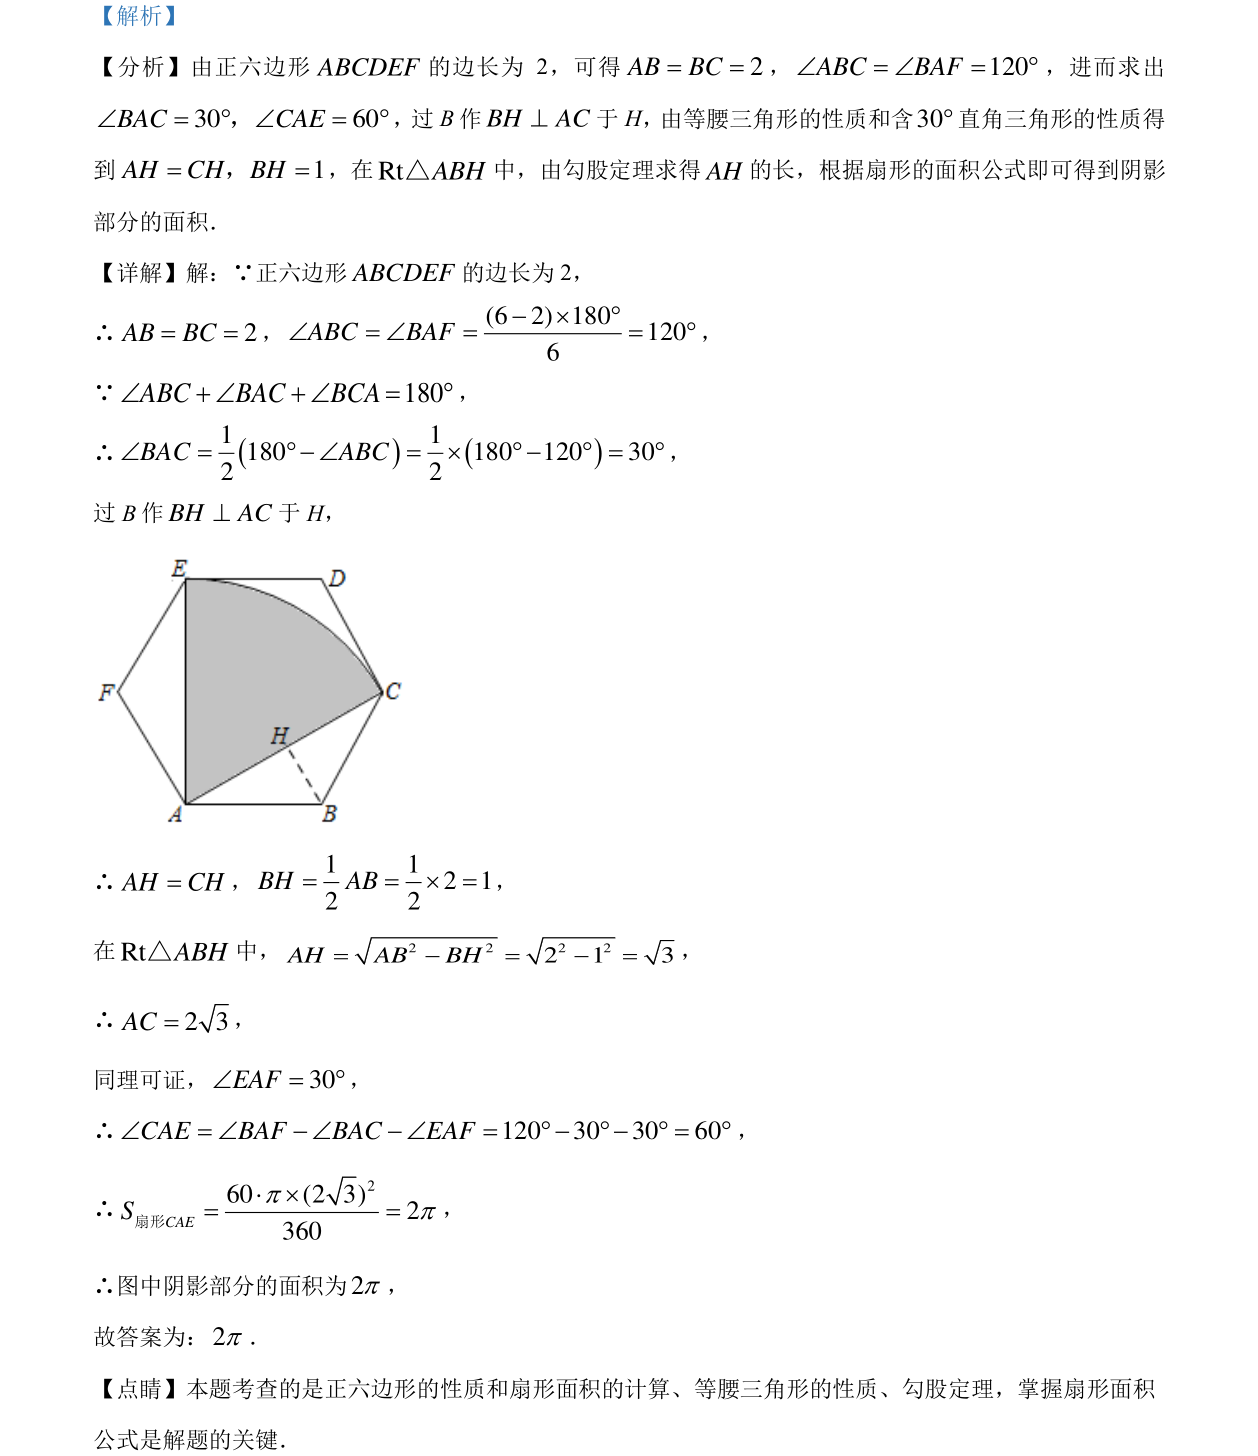 【解析】
【分析】由正六边形 ABCDEF 的边长为 2，可得 AB = BC = 2，∠ABC = ∠BAF = 120°，进而求出
∠BAC = 30°，∠CAE = 60°，过 B 作 BH ⊥ AC 于 H，由等腰三角形的性质和含 30° 直角三角形的性质得
到 AH = CH，BH = 1，在 Rt△ABH 中，由勾股定理求得 AH 的长，根据扇形的面积公式即可得到阴影
部分的面积．
【详解】解：∵正六边形 ABCDEF 的边长为 2，
∴ AB = BC = 2，∠ABC = ∠BAF = (6−2)×180°/6 = 120°，
∵ ∠ABC + ∠BAC + ∠BCA = 180°，
∴ ∠BAC = 1/2(180° − ∠ABC) = 1/2×(180° − 120°) = 30°，
过 B 作 BH ⊥ AC 于 H，
E
D
F
C
H
A
B
∴ AH = CH，BH = 1/2 AB = 1/2 × 2 = 1，
在 Rt△ABH 中，AH = √(AB² − BH²) = √(2² − 1²) = √3，
∴ AC = 2√3，
同理可证，∠EAF = 30°，
∴ ∠CAE = ∠BAF − ∠BAC − ∠EAF = 120° − 30° − 30° = 60°，
∴ S扇形CAE = 60·π×(2√3)²/360 = 2π，
∴图中阴影部分的面积为 2π，
故答案为：2π．
【点睛】本题考查的是正六边形的性质和扇形面积的计算、等腰三角形的性质、勾股定理，掌握扇形面积
公式是解题的关键．